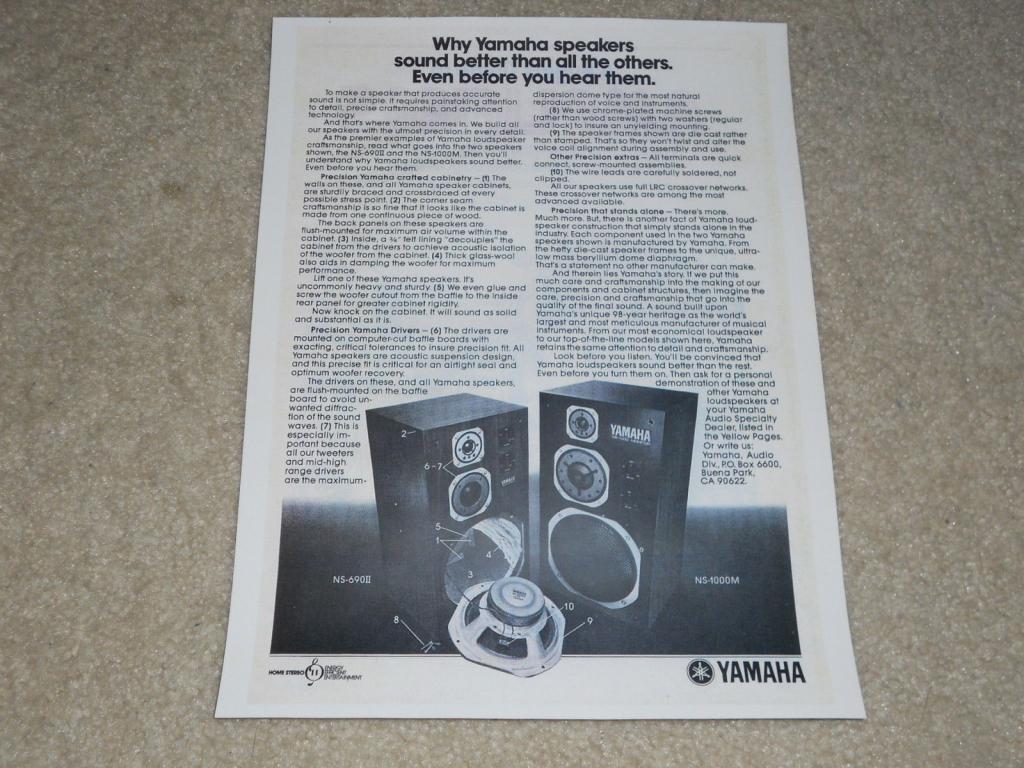 Why Yamaha speakers
sound better than all the others.
Even before you hear them.
To make a speaker that produces accurate
sound is not simple. It requires painstaking attention
to detail, precise craftsmanship, and advanced
technology.
And that's where Yamaha comes in. We build all
our speakers with the utmost precision in every detail.
As the premier examples of Yamaha loudspeaker
craftsmanship, read what goes into the two speakers
shown, the NS-690II and the NS-1000M. Then you'll
understand why Yamaha loudspeakers sound better.
Even before you hear them.
Precision Yamaha crafted cabinetry – (1) The
walls on these, and all Yamaha speaker cabinets,
are sturdily braced and crossbraced at every
possible stress point. (2) The corner seam
craftsmanship is so fine that it looks like the cabinet is
made from one continuous piece of wood.
The back panels on these speakers are
flush-mounted for maximum air volume within the
cabinet. (3) Inside, a ¾" felt lining "decouples" the
cabinet from the drivers to achieve acoustic isolation
of the woofer from the cabinet. (4) Thick glass-wool
also aids in damping the woofer for maximum
performance.
Lift one of these Yamaha speakers. It's
uncommonly heavy and sturdy. (5) We even glue and
screw the woofer cutout from the baffle to the inside
rear panel for greater cabinet rigidity.
Now knock on the cabinet. It will sound as solid
and substantial as it is.
Precision Yamaha Drivers – (6) The drivers are
mounted on computer-cut baffle boards with
exacting, critical tolerances to insure precision fit. All
Yamaha speakers are acoustic suspension design,
and this precise fit is critical for an airtight seal and
optimum woofer recovery.
The drivers on these, and all Yamaha speakers,
are flush-mounted on the baffle
board to avoid un-
wanted diffrac-
tion of the sound
waves. (7) This is
especially im-
portant because
all our tweeters
and mid-high
range drivers
are the maximum-
dispersion dome type for the most natural
reproduction of voice and instruments.
(8) We use chrome-plated machine screws
(rather than wood screws) with two washers (regular
and lock) to insure an unyielding mounting.
(9) The speaker frames shown are die cast rather
than stamped. That's so they won't twist and alter the
voice coil alignment during assembly and use.
Other Precision extras – All terminals are quick
connect, screw-mounted assemblies.
(10) The wire leads are carefully soldered, not
clipped.
All our speakers use full LRC crossover networks.
These crossover networks are among the most
advanced available.
Precision that stands alone – There's more.
Much more. But, there is another fact of Yamaha loud-
speaker construction that simply stands alone in the
industry. Each component used in the two Yamaha
speakers shown is manufactured by Yamaha. From
the hefty die-cast speaker frames to the unique, ultra-
low mass beryllium dome diaphragm.
That's a statement no other manufacturer can make.
And therein lies Yamaha's story. If we put this
much care and craftsmanship into the making of our
components and cabinet structures, then imagine the
care, precision and craftsmanship that go into the
quality of the final sound. A sound built upon
Yamaha's unique 98-year heritage as the world's
largest and most meticulous manufacturer of musical
instruments. From our most economical loudspeaker
to our top-of-the-line models shown here, Yamaha
retains the same attention to detail and craftsmanship.
Look before you listen. You'll be convinced that
Yamaha loudspeakers sound better than the rest.
Even before you turn them on. Then ask for a personal
demonstration of these and
other Yamaha
loudspeakers at
your Yamaha
Audio Specialty
Dealer, listed in
the Yellow Pages.
Or write us:
Yamaha, Audio
Div., P.O. Box 6600,
Buena Park,
CA 90622.
2
6-7
5
1
4
3
YAMAHA
YAMAHA
NS-690II
NS-1000M
YAMAHA
8
10
9
HOME STEREO
ENERGY
EFFICIENT
ENTERTAINMENT
YAMAHA